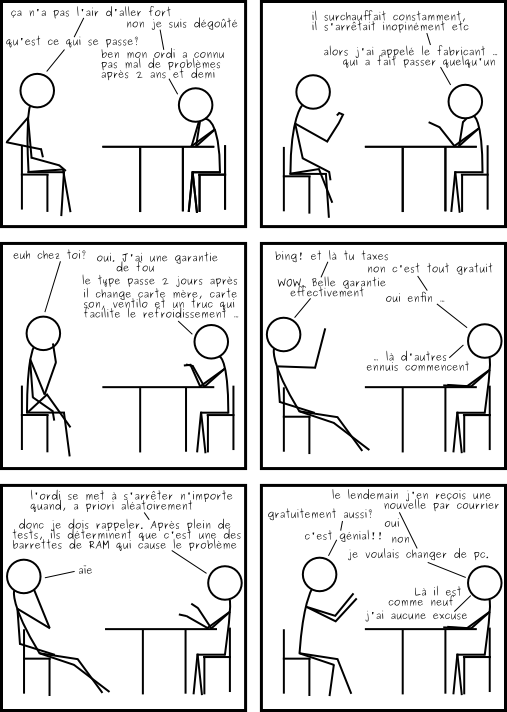 ça n'a pas l'air d'aller fort
non je suis dégoûté
qu'est ce qui se passe?
ben mon ordi a connu
pas mal de problèmes
après 2 ans et demi
il surchauffait constamment,
il s'arrêtait inopinément etc
alors j'ai appelé le fabricant ..
qui a fait passer quelqu'un
euh chez toi?
oui. J'ai une garantie
de fou
le type passe 2 jours après
il change carte mère, carte
son, ventilo et un truc qui
facilite le refroidissement ..
bing! et là tu taxes
non c'est tout gratuit
WOW. Belle garantie
effectivement
oui enfin ..
.. là d'autres
ennuis commencent
l'ordi se met à s'arrêter n'importe
quand, a priori aléatoirement
donc je dois rappeler. Après plein de
tests, ils déterminent que c'est une des
barrettes de RAM qui cause le problème
aïe
le lendemain j'en reçois une
nouvelle par courrier
gratuitement aussi?
oui
c'est génial!!
non
je voulais changer de pc.
Là il est
comme neuf
j'ai aucune excuse